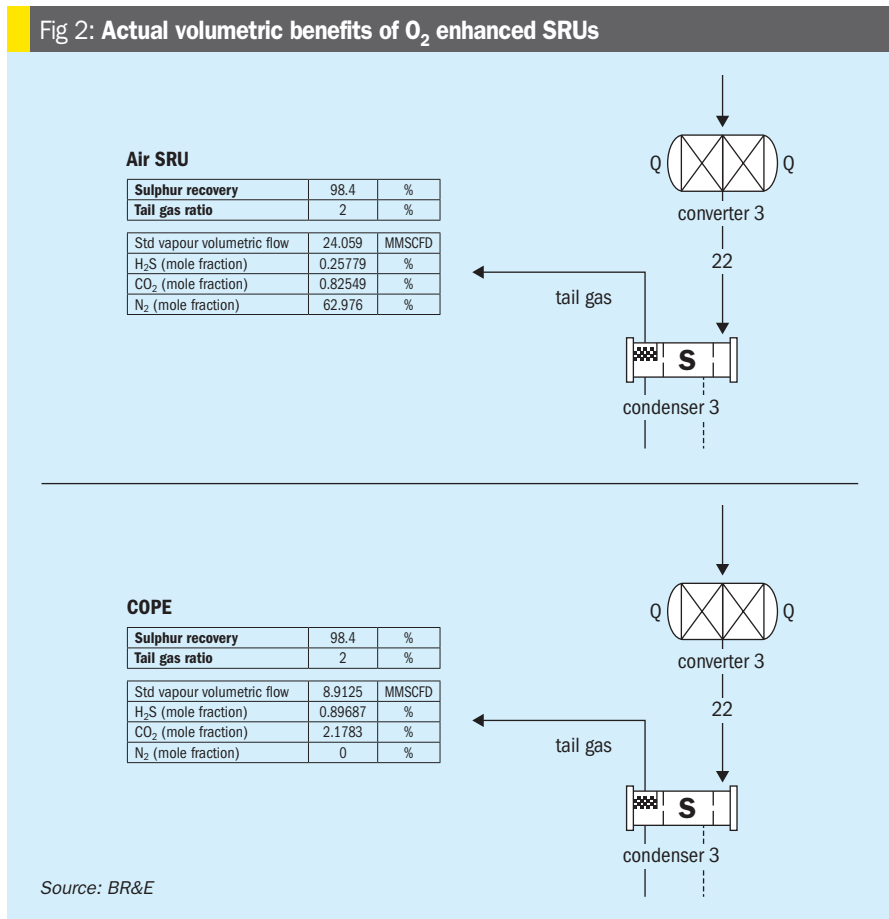 Fig 2: Actual volumetric benefits of O₂ enhanced SRUs
Air SRU
Sulphur recovery 98.4 %
Tail gas ratio 2 %
Std vapour volumetric flow 24.059 MMSCFD
H₂S (mole fraction) 0.25779 %
CO₂ (mole fraction) 0.82549 %
N₂ (mole fraction) 62.976 %
Q Q
converter 3
22
tail gas
S
condenser 3
COPE
Sulphur recovery 98.4 %
Tail gas ratio 2 %
Std vapour volumetric flow 8.9125 MMSCFD
H₂S (mole fraction) 0.89687 %
CO₂ (mole fraction) 2.1783 %
N₂ (mole fraction) 0 %
Q Q
converter 3
22
tail gas
S
condenser 3
Source: BR&E